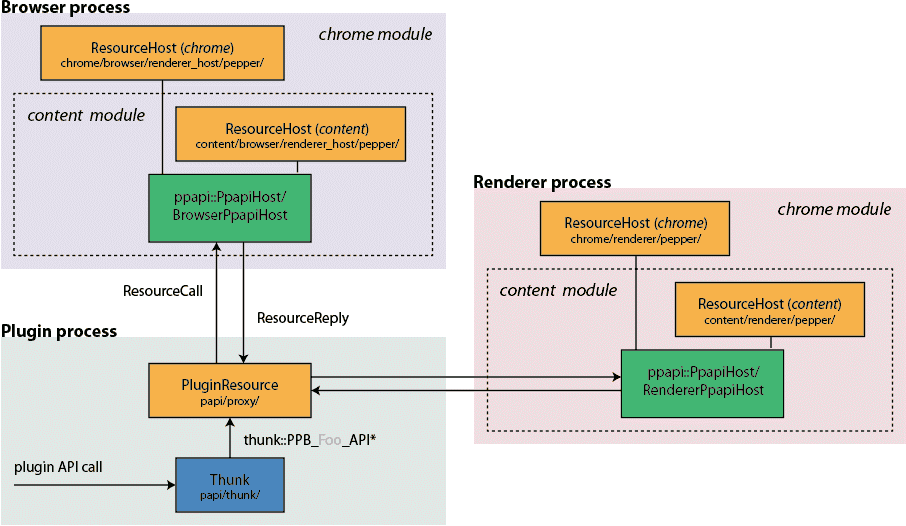 Browser process
chrome module
ResourceHost (chrome)
chrome/browser/renderer_host/pepper/
content module
ResourceHost (content)
content/browser/renderer_host/pepper/
ppapi::PpapiHost/
BrowserPpapiHost
ResourceCall
ResourceReply
Plugin process
PluginResource
papi/proxy/
thunk::PPB_Foo_API*
plugin API call
Thunk
papi/thunk/
Renderer process
chrome module
ResourceHost (chrome)
chrome/renderer/pepper/
content module
ResourceHost (content)
content/renderer/pepper/
ppapi::PpapiHost/
RendererPpapiHost